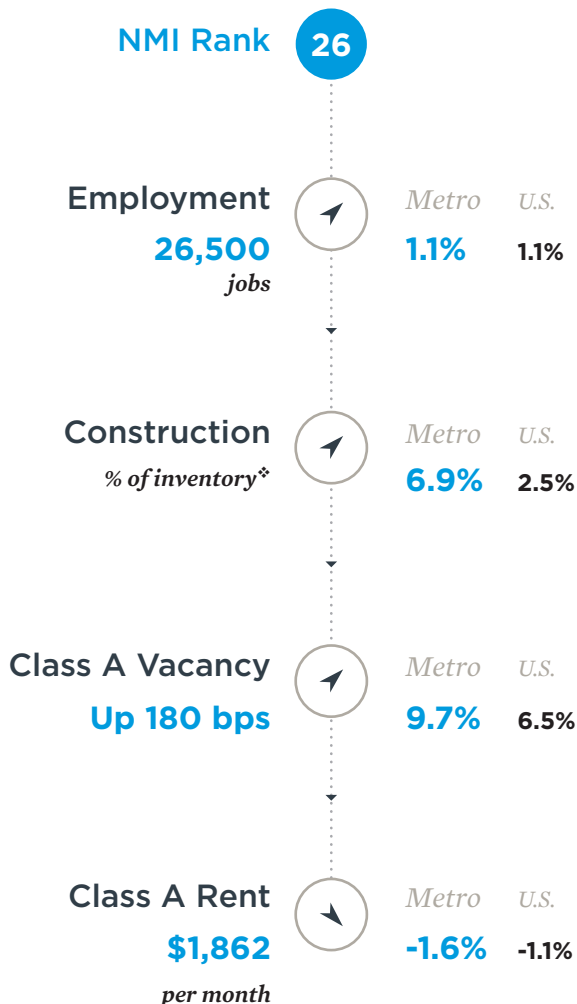 NMI Rank 26
Employment Metro U.S.
26,500 1.1% 1.1%
jobs
Construction Metro U.S.
% of inventory❖ 6.9% 2.5%
Class A Vacancy Metro U.S.
Up 180 bps 9.7% 6.5%
Class A Rent Metro U.S.
$1,862 -1.6% -1.1%
per month